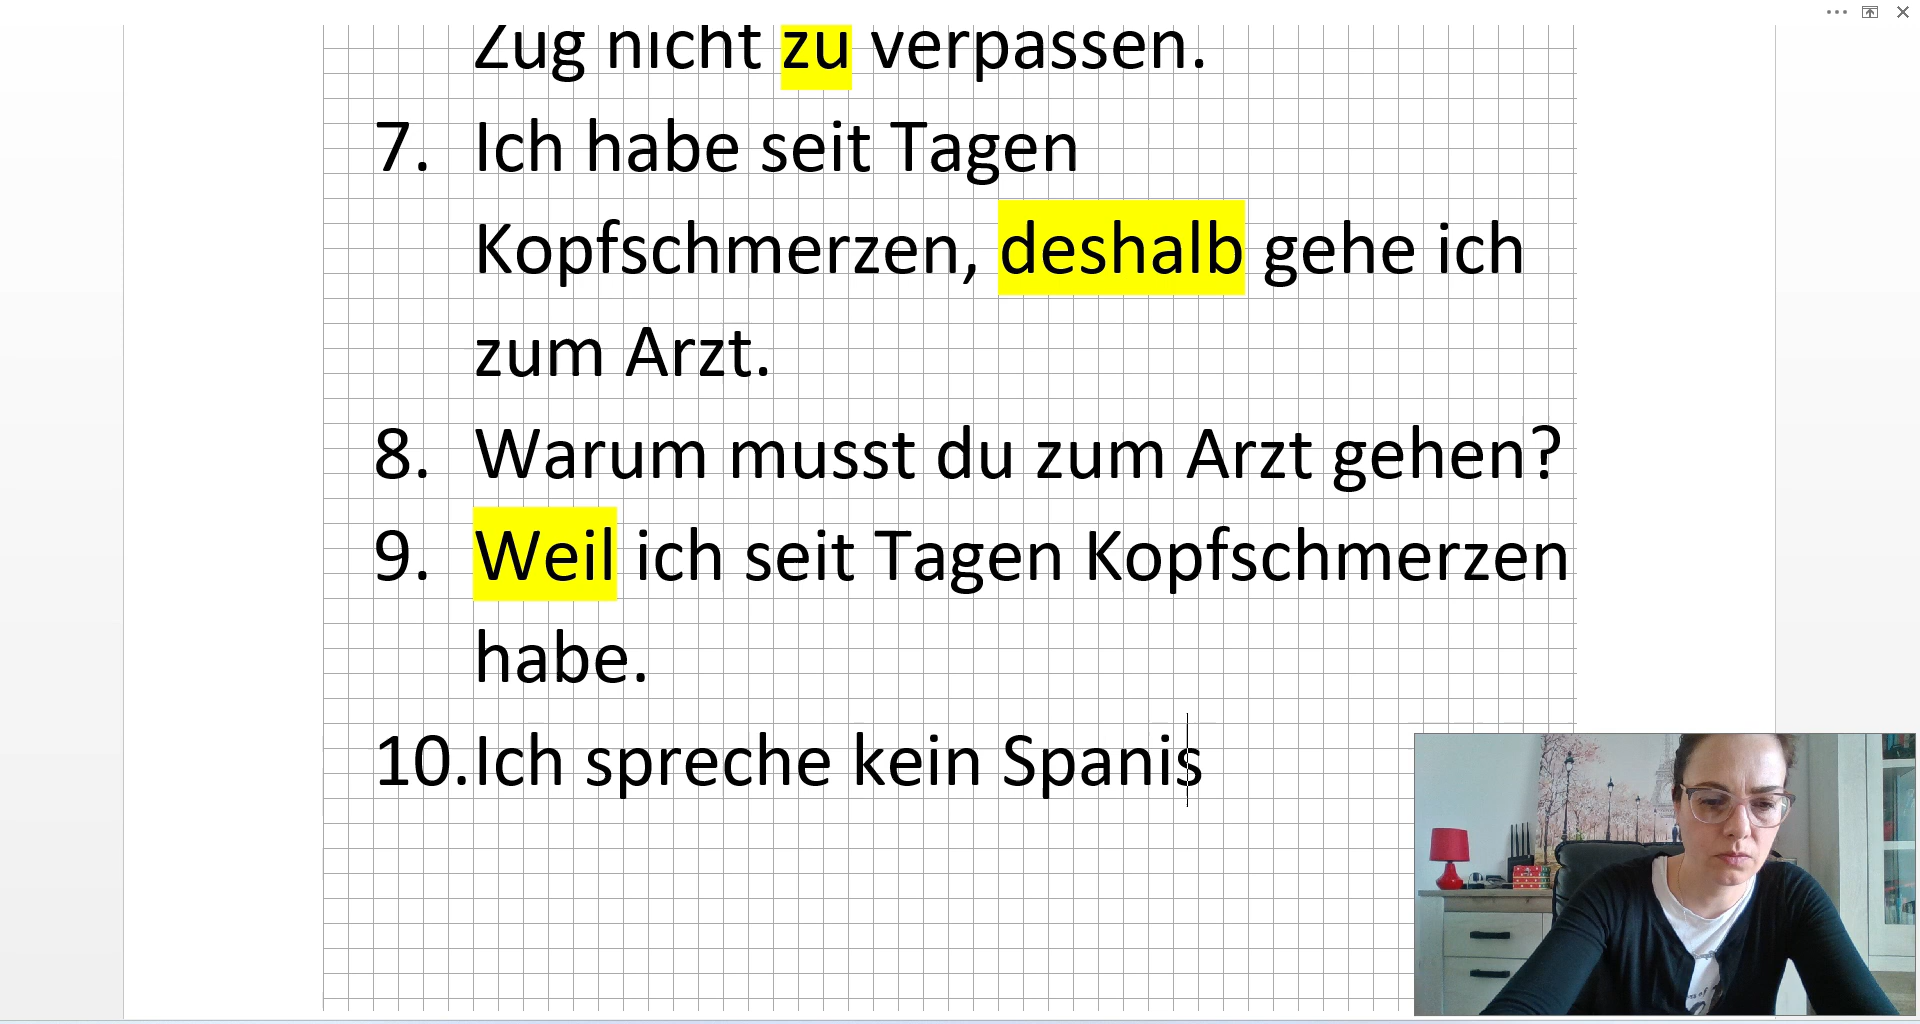 Zug nicht zu verpassen.
7. Ich habe seit Tagen
Kopfschmerzen, deshalb gehe ich
zum Arzt.
8. Warum musst du zum Arzt gehen?
9. Weil ich seit Tagen Kopfschmerzen
habe.
10. Ich spreche kein Spanis